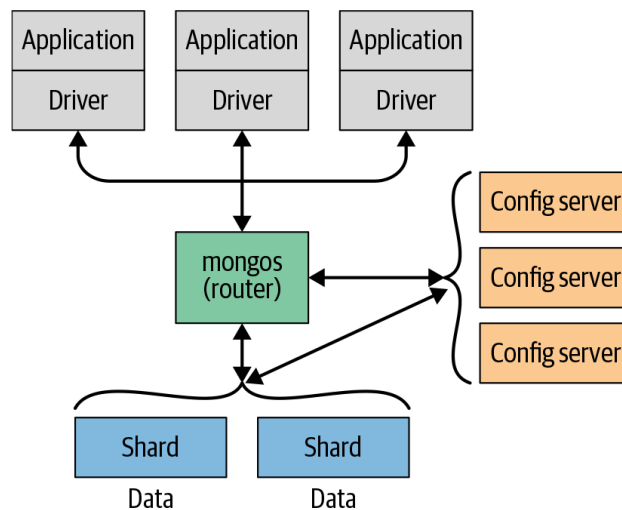 Application
Driver
Application
Driver
Application
Driver
mongos
(router)
Config server
Config server
Config server
Shard
Data
Shard
Data